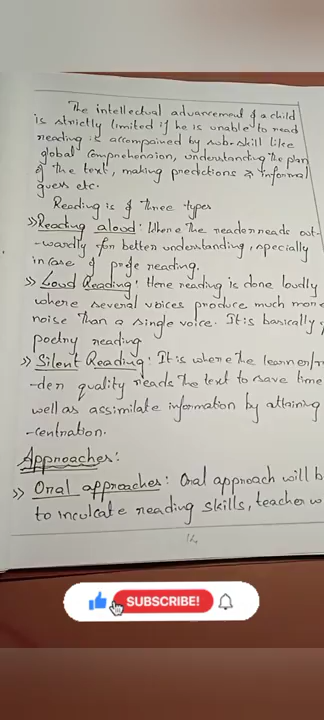 The intellectual advancement of a child
is strictly limited if he is unable to read
reading is accompained by sub-skill like
global comprehension, understanding the plan
of the text, making predictions & informal
guess etc.
Reading is of three types
» Reading aloud: Where the reader reads out
-wardly for better understanding, specially
in case of prose reading.
» Loud Reading: Here reading is done loudly
where several voices produce much more
noise than a single voice. It is basically
poetry reading
» Silent Reading: It is where the learner/r
-der quality reads the text to save time
well as assimilate information by attaining
-centration.
Approaches:
» Oral approaches: Oral approach will b
to inculcate reading skills, teacher w
SUBSCRIBE!